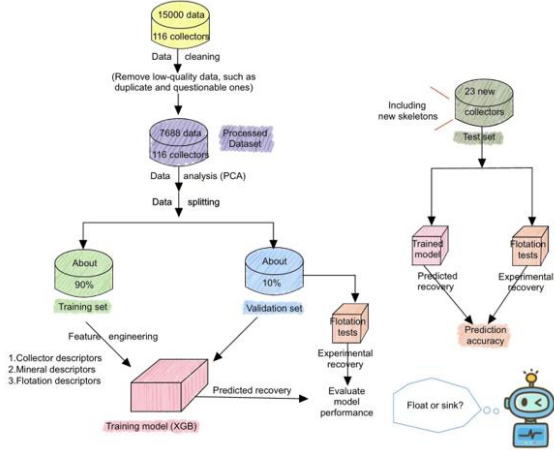 15000 data
116 collectors
Data cleaning
(Remove low-quality data, such as
duplicate and questionable ones)
7688 data
116 collectors
Processed
Dataset
Data analysis (PCA)
Data splitting
About
90%
Training set
About
10%
Validation set
Feature engineering
1.Collector descriptors
2.Mineral descriptors
3.Flotation descriptors
Training model (XGB)
Predicted recovery
Flotation
tests
Experimental
recovery
Evaluate
model
performance
23 new
collectors
Including
new skeletons
Test set
Trained
model
Flotation
tests
Predicted
recovery
Experimental
recovery
Prediction
accuracy
Float or sink?